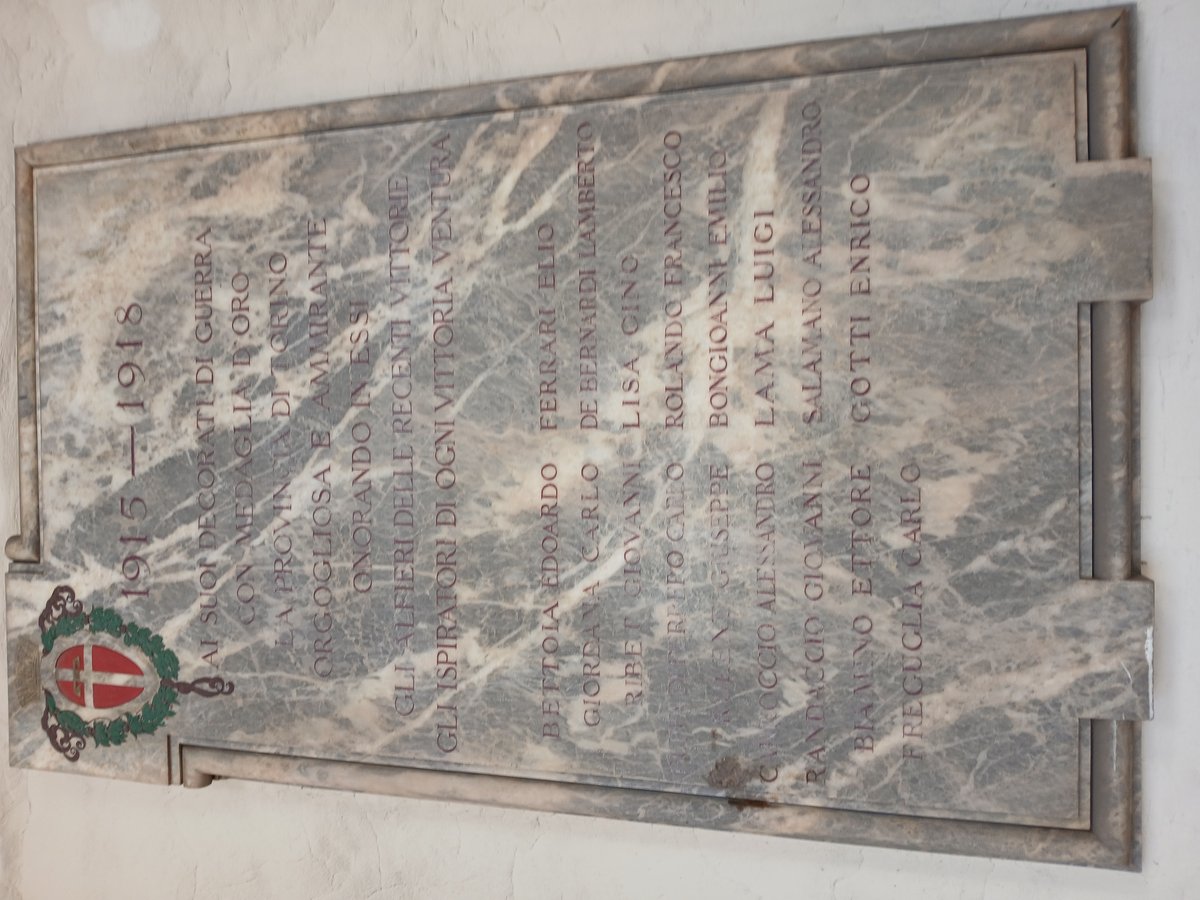 1915 — 1918
AI SUOI DECORATI DI GUERRA
CON MEDAGLIA D'ORO
LA PROVINCIA DI TORINO
ORGOGLIOSA E AMMIRANTE
ONORANDO IN ESSI
GLI ALFIERI DELLE RECENTI VITTORIE
GLI ISPIRATORI DI OGNI VITTORIA VENTURA
BETTOIA EDOARDO FERRARI ELIO
GIORDANA CARLO DE BERNARDI LAMBERTO
RIBET GIOVANNI LISA GINO
CARLO ROLANDO FRANCESCO
GIUSEPPE BONGIOANNI EMILIO
ALESSANDRO LAMA LUIGI
RANDACCIO GIOVANNI SALAMANO ALESSANDRO
BIAMINO ETTORE GOTTI ENRICO
FREGUGLIA CARLO